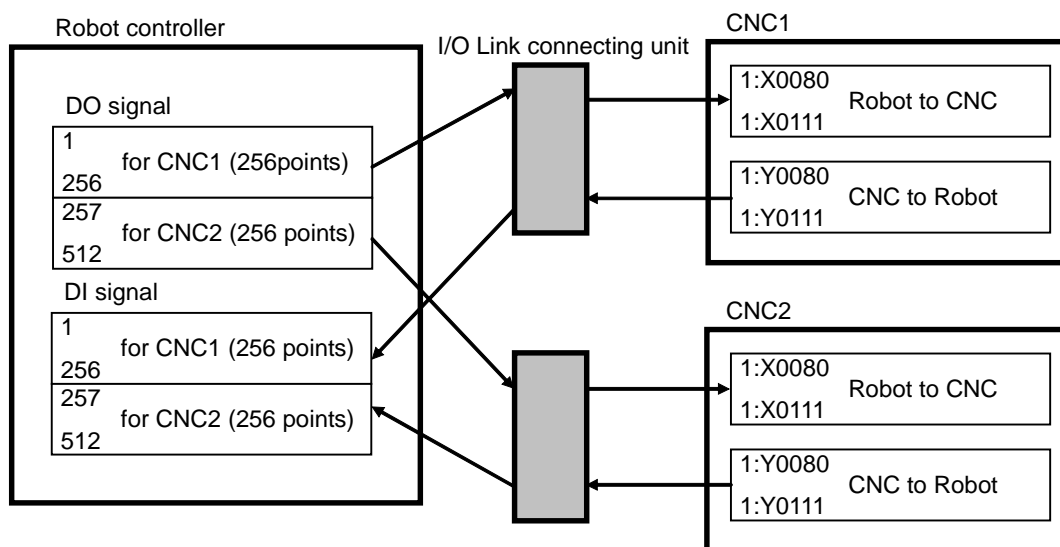 Robot controller
DO signal
1
for CNC1 (256points)
256
257
for CNC2 (256 points)
512
DI signal
1
for CNC1 (256 points)
256
257
for CNC2 (256 points)
512
I/O Link connecting unit
CNC1
1:X0080
Robot to CNC
1:X0111
1:Y0080
CNC to Robot
1:Y0111
CNC2
1:X0080
Robot to CNC
1:X0111
1:Y0080
CNC to Robot
1:Y0111